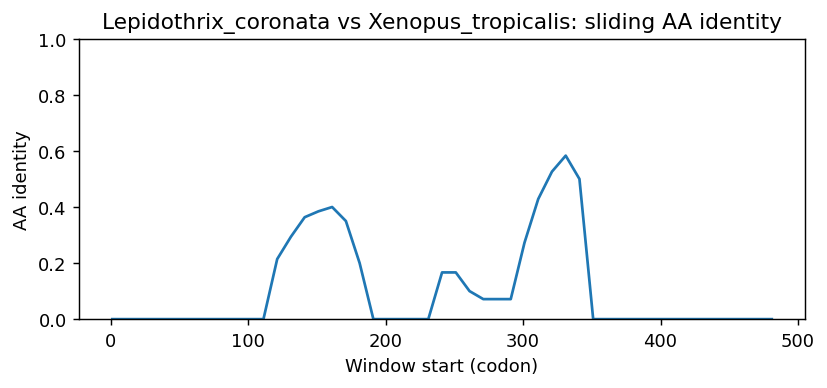 Lepidothrix_coronata vs Xenopus_tropicalis: sliding AA identity
1.0
0.8
0.6
0.4
0.2
0.0
AA identity
0 100 200 300 400 500
Window start (codon)